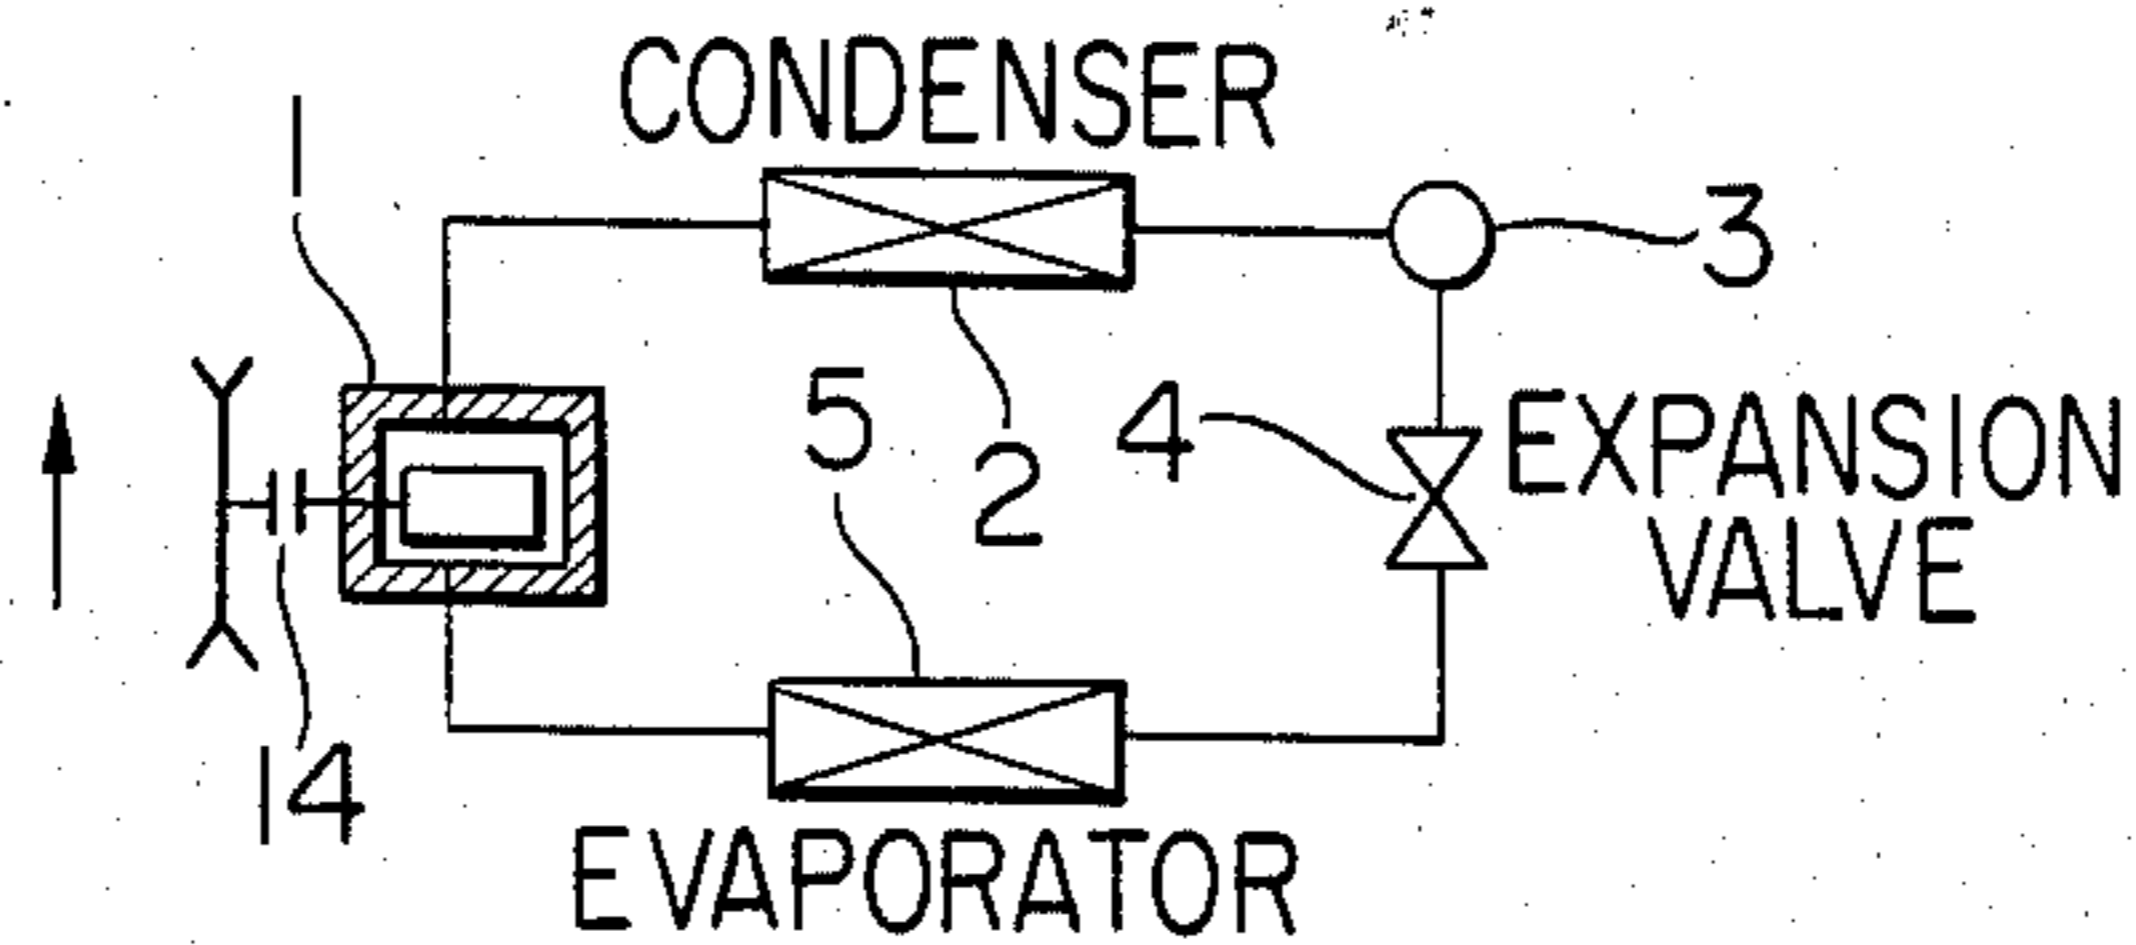 CONDENSER
1
3
5
2
4
EXPANSION
VALVE
14
EVAPORATOR